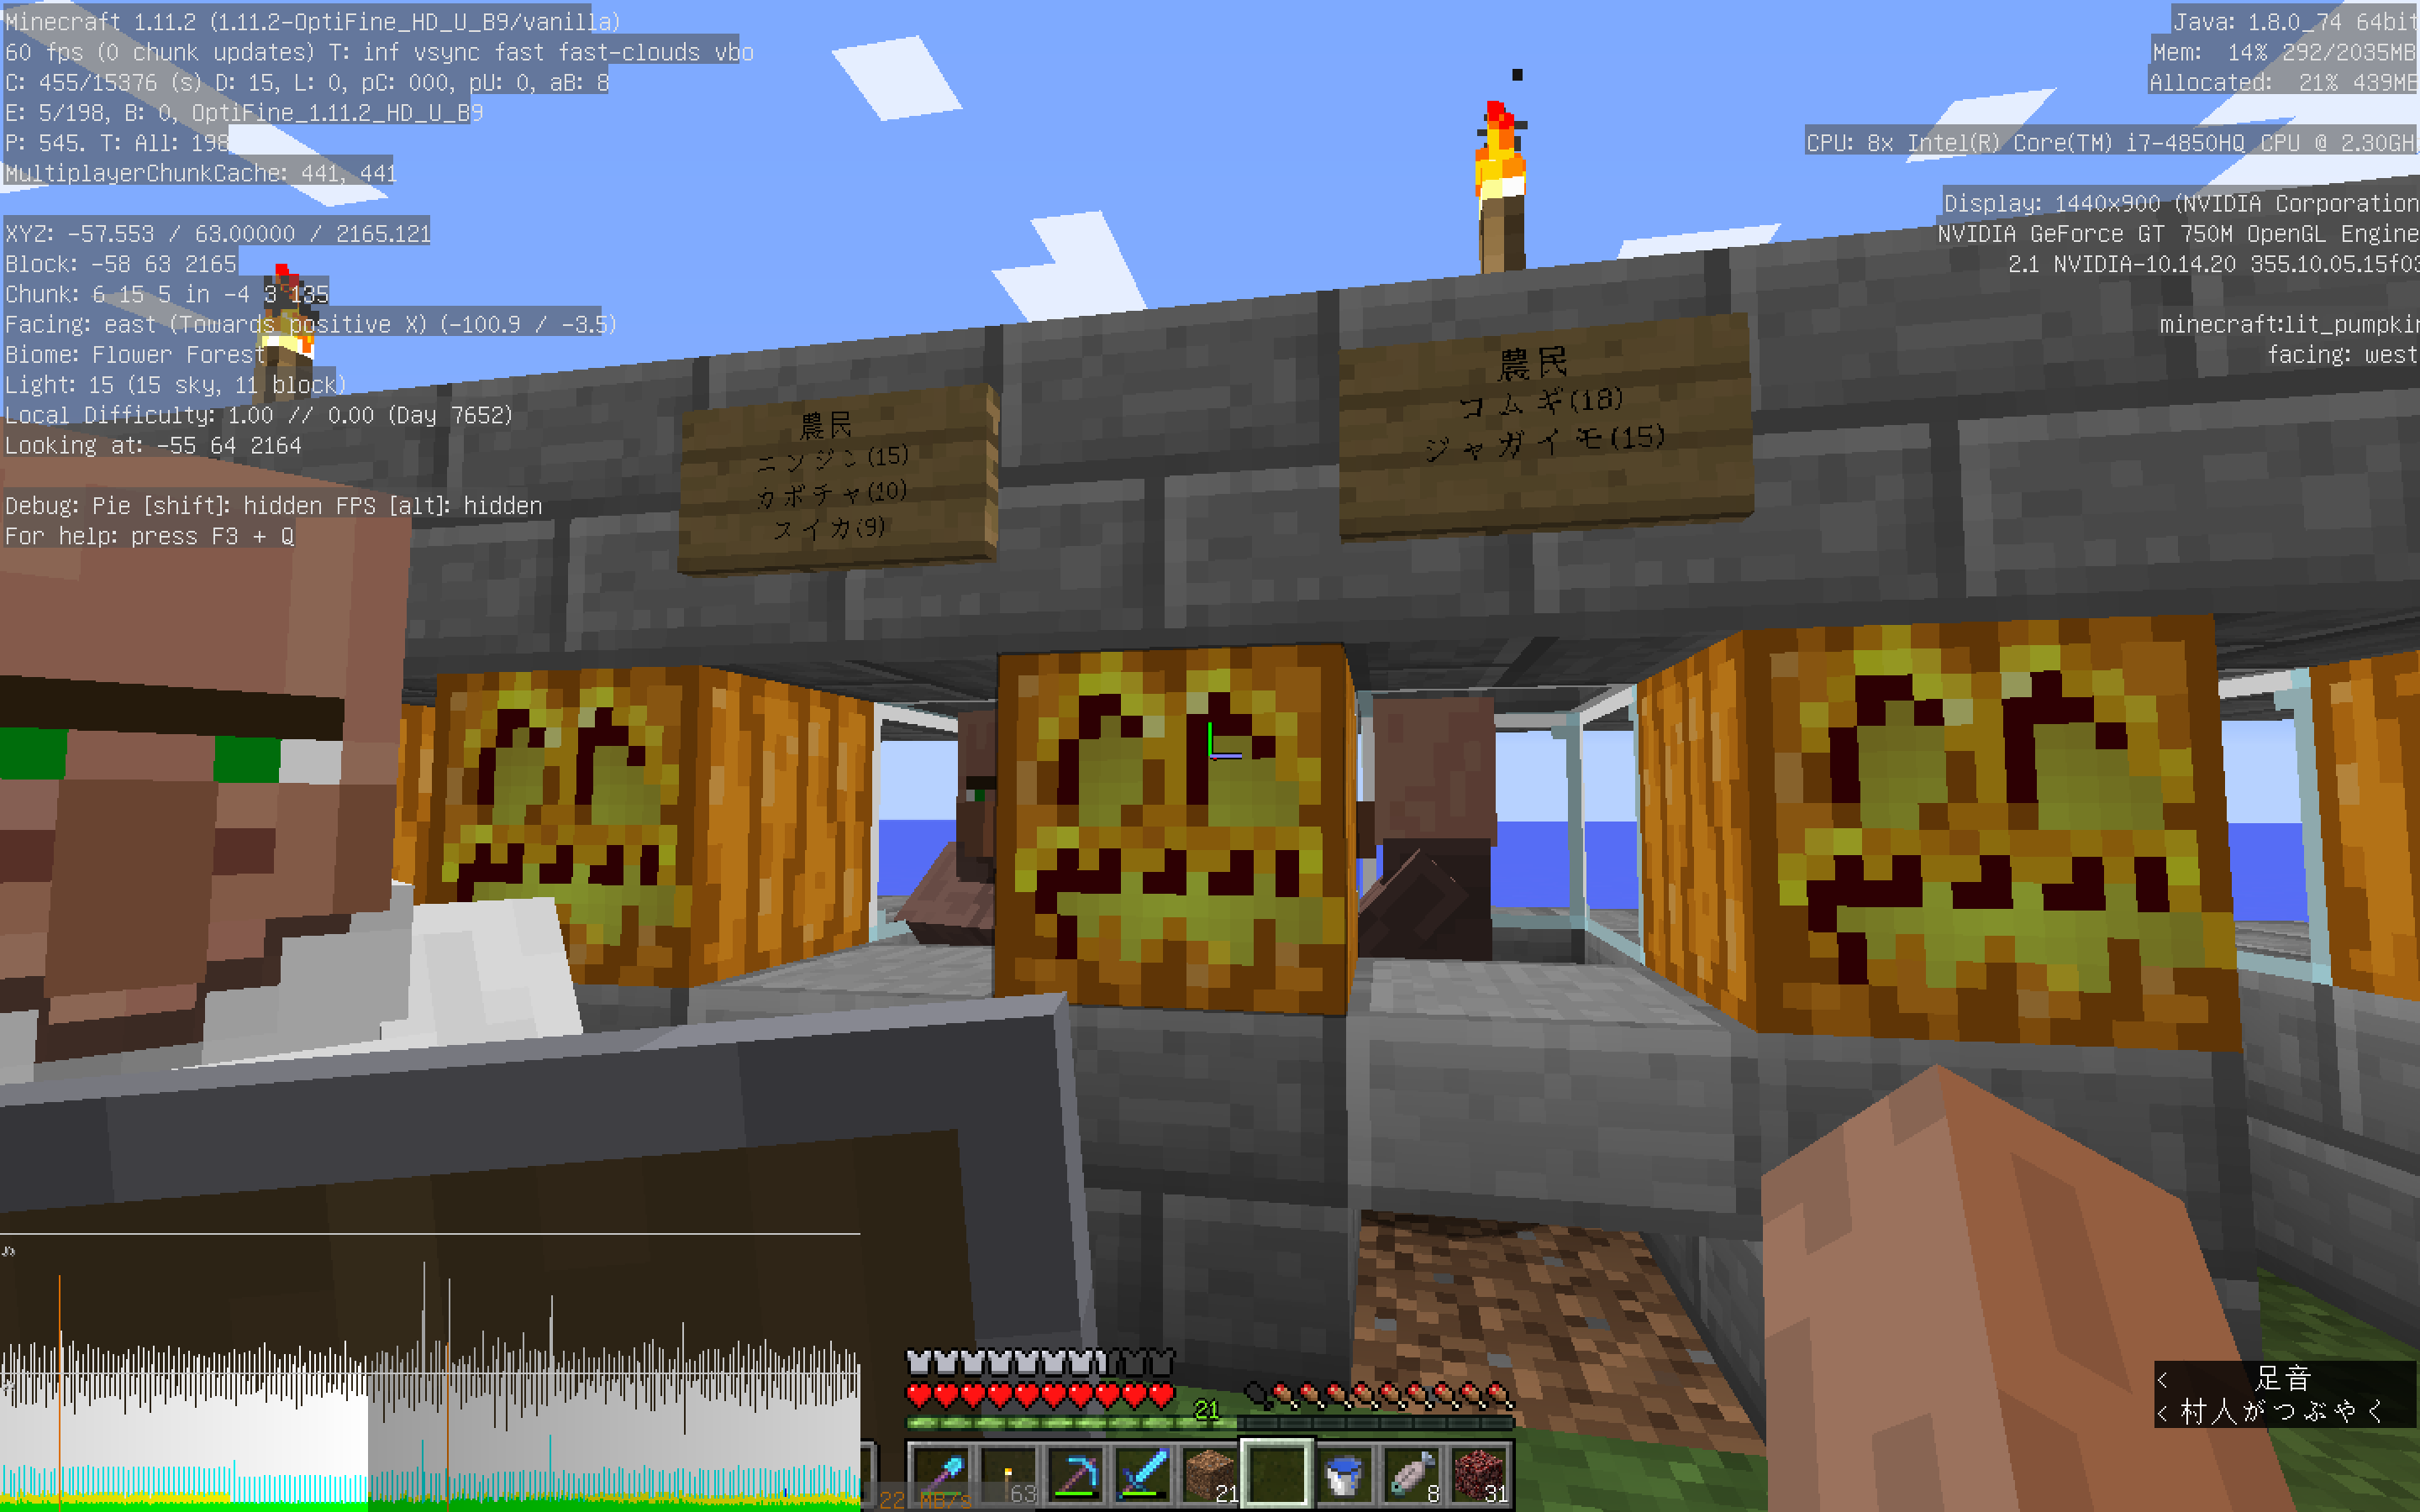 Minecraft 1.11.2 (1.11.2-OptiFine_HD_U_B9/vanilla)
60 fps (0 chunk updates) T: inf vsync fast fast-clouds vbo
C: 455/15376 (s) D: 15, L: 0, pC: 000, pU: 0, aB: 8
E: 5/198, B: 0, OptiFine_1.11.2_HD_U_B9
P: 545. T: All: 198
MultiplayerChunkCache: 441, 441
XYZ: -57.553 / 63.00000 / 2165.121
Block: -58 63 2165
Chunk: 6 15 5 in -4 3 135
Facing: east (Towards positive X) (-100.9 / -3.5)
Biome: Flower Forest
Light: 15 (15 sky, 11 block)
Local Difficulty: 1.00 // 0.00 (Day 7652)
Looking at: -55 64 2164
Debug: Pie [shift]: hidden FPS [alt]: hidden
For help: press F3 + Q
Java: 1.8.0_74 64bit
Mem: 14% 292/2035MB
Allocated: 21% 439MB
CPU: 8x Intel(R) Core(TM) i7-4850HQ CPU @ 2.30GH
Display: 1440x900 (NVIDIA Corporation
NVIDIA GeForce GT 750M OpenGL Engine
2.1 NVIDIA-10.14.20 355.10.05.15f03
minecraft:lit_pumpkin
facing: west
農民
ニンジン(15)
カボチャ(10)
スイカ(9)
農民
コムギ(18)
ジャガイモ(15)
< 足音
< 村人がつぶやく
21
22 MB/s
63
21
8
31